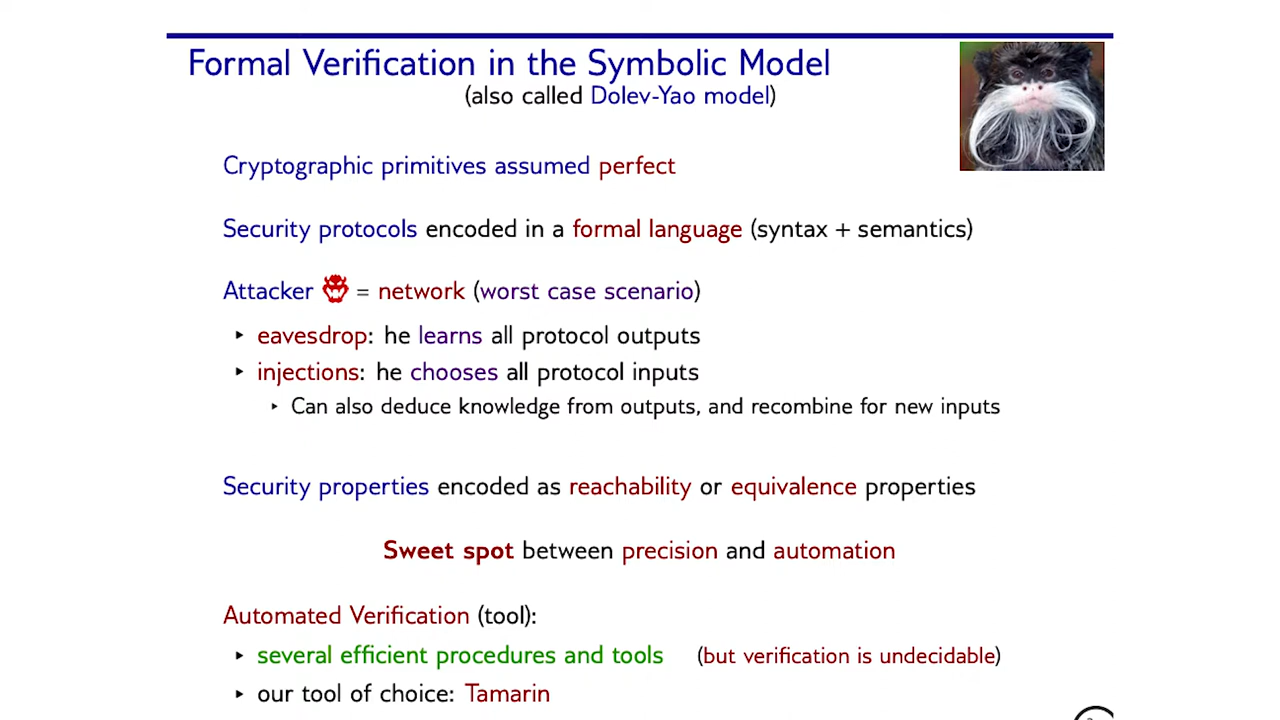 Formal Verification in the Symbolic Model
(also called Dolev-Yao model)
Cryptographic primitives assumed perfect
Security protocols encoded in a formal language (syntax + semantics)
Attacker = network (worst case scenario)
‣ eavesdrop: he learns all protocol outputs
‣ injections: he chooses all protocol inputs
‣ Can also deduce knowledge from outputs, and recombine for new inputs
Security properties encoded as reachability or equivalence properties
Sweet spot between precision and automation
Automated Verification (tool):
‣ several efficient procedures and tools (but verification is undecidable)
‣ our tool of choice: Tamarin